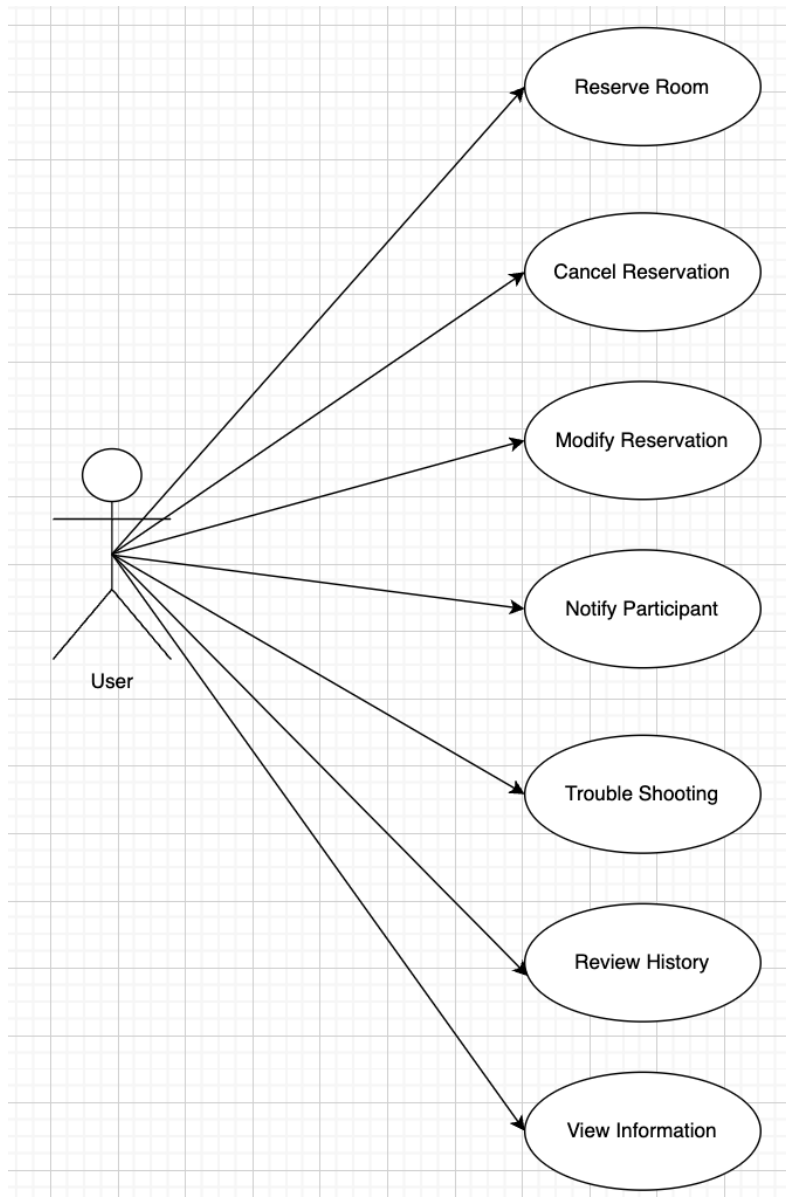 Reserve Room
Cancel Reservation
Modify Reservation
Notify Participant
User
Trouble Shooting
Review History
View Information